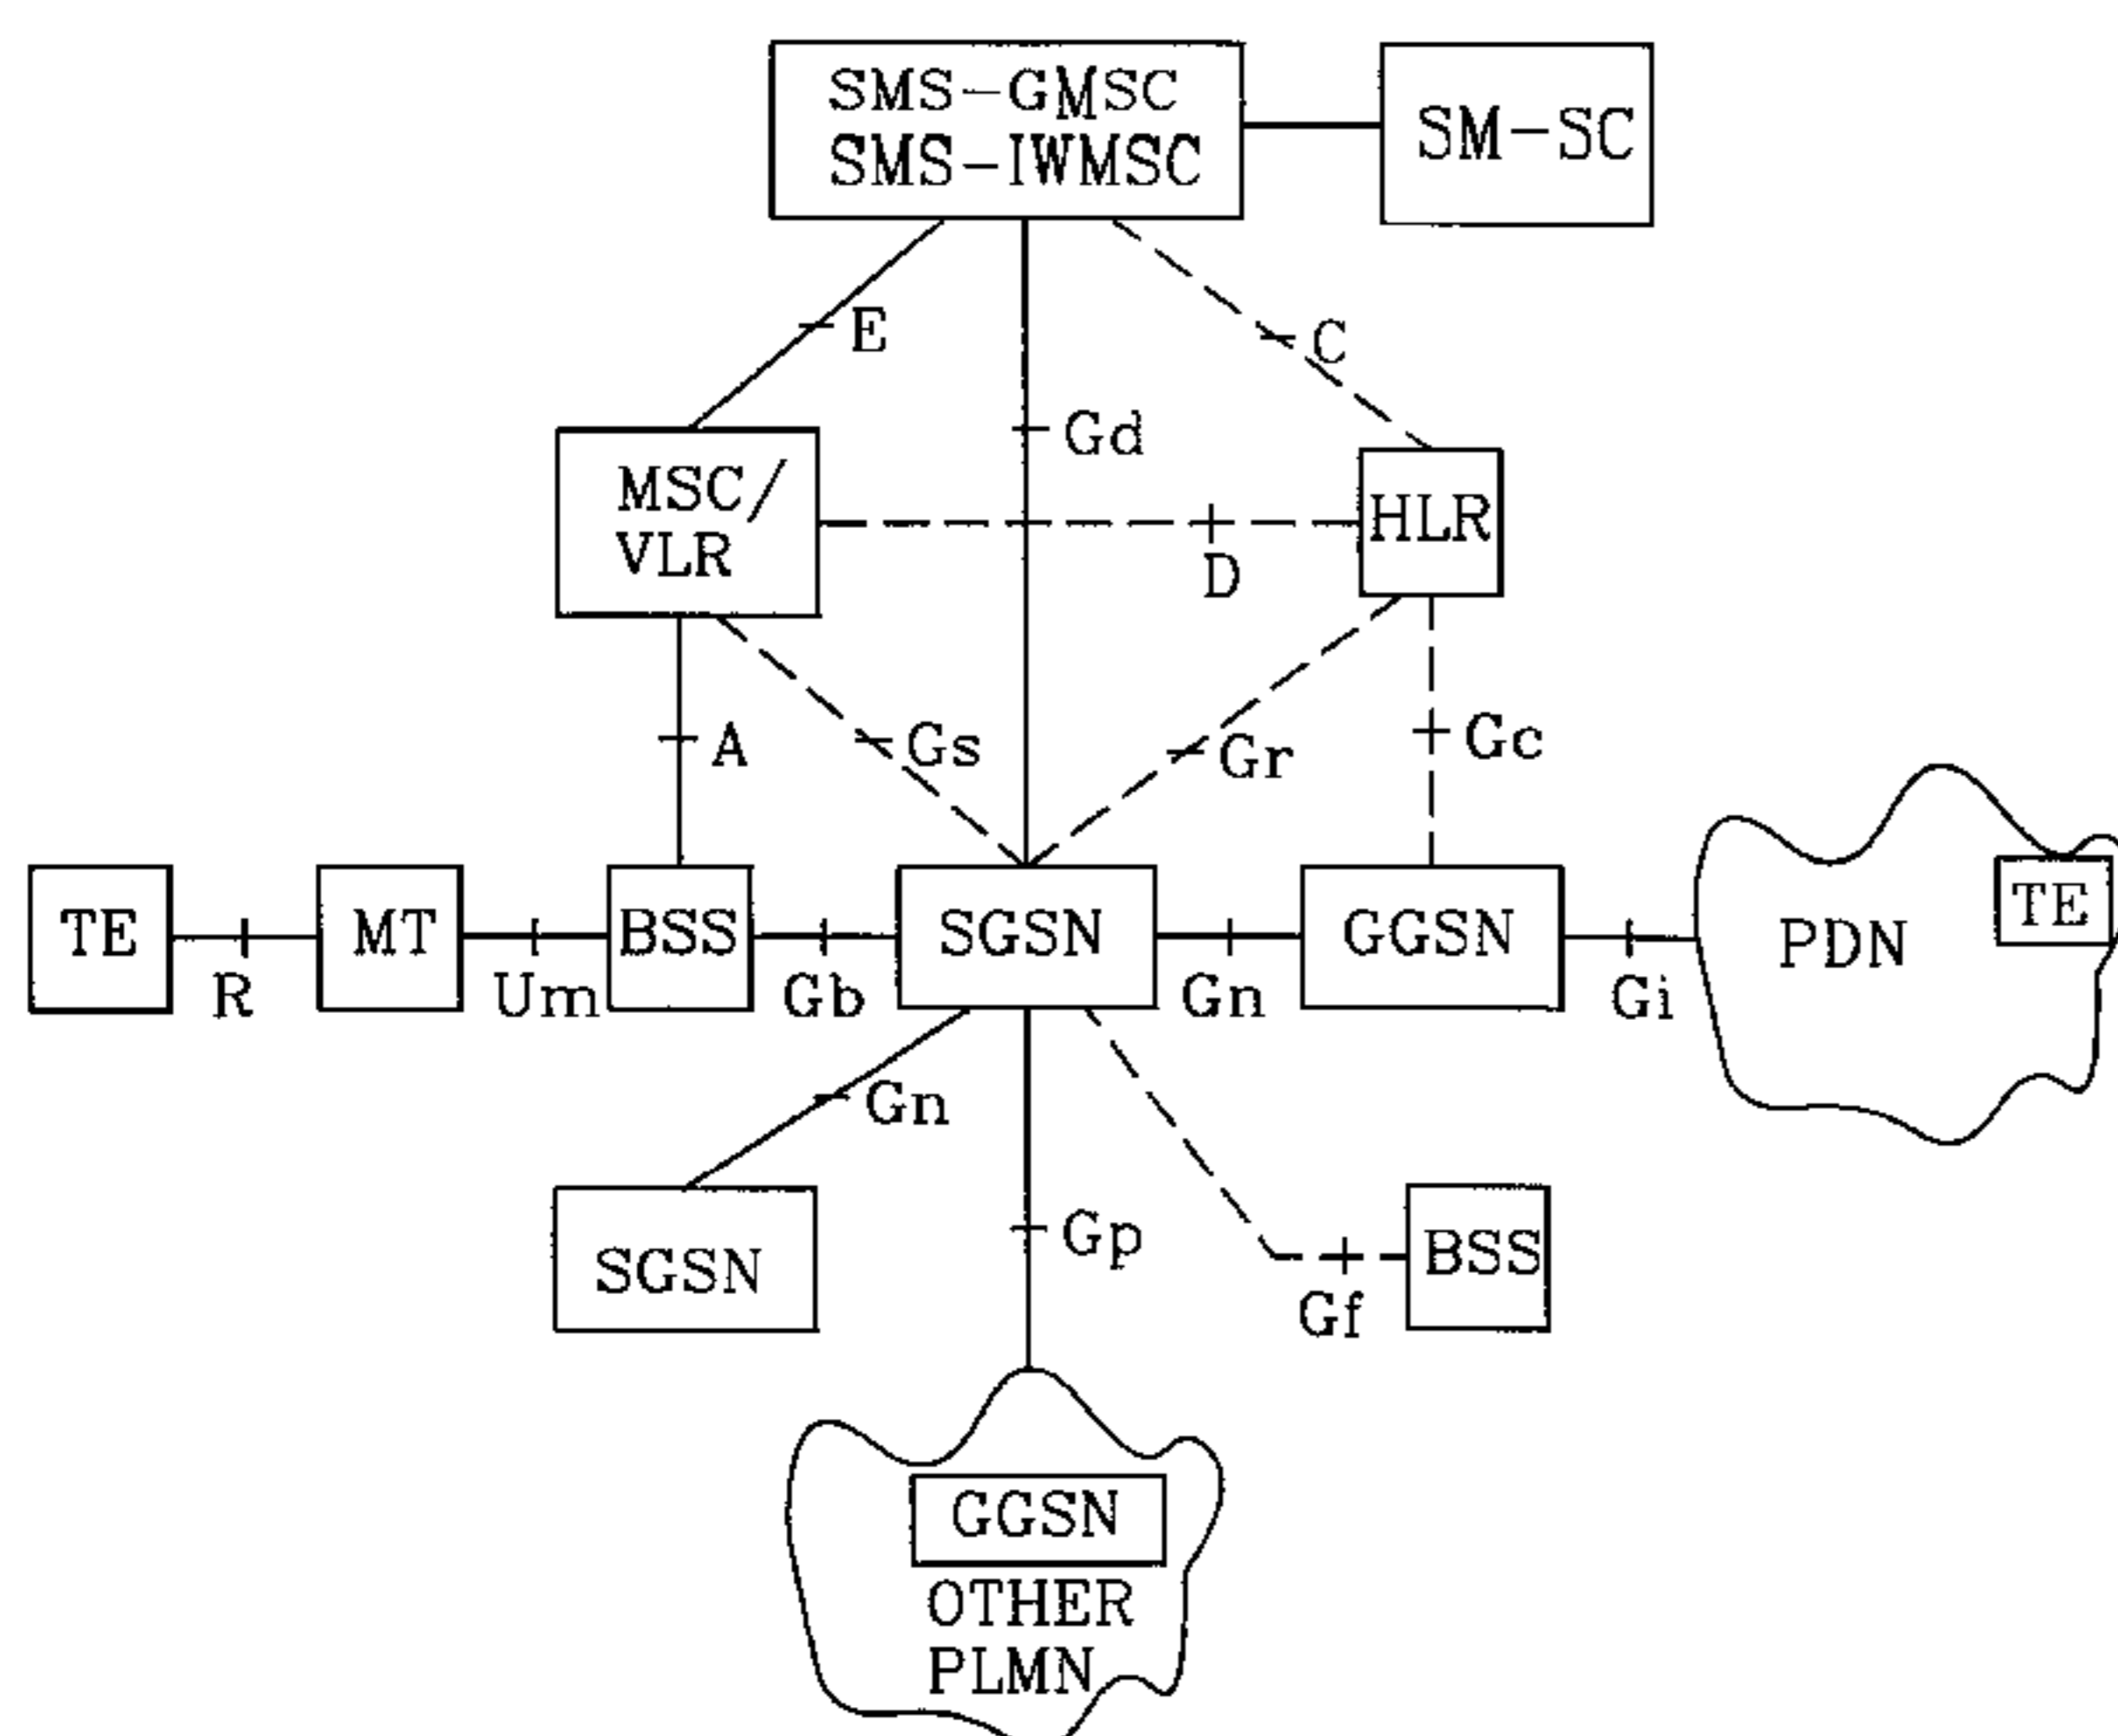 SMS-GMSC
SMS-IWMSC
SM-SC
E
C
Gd
MSC/
VLR
HLR
D
A
Gs
Gr
Gc
TE
MT
BSS
SGSN
GGSN
PDN
TE
R
Um
Gb
Gn
Gi
Gn
SGSN
Gp
BSS
Gf
GGSN
OTHER
PLMN